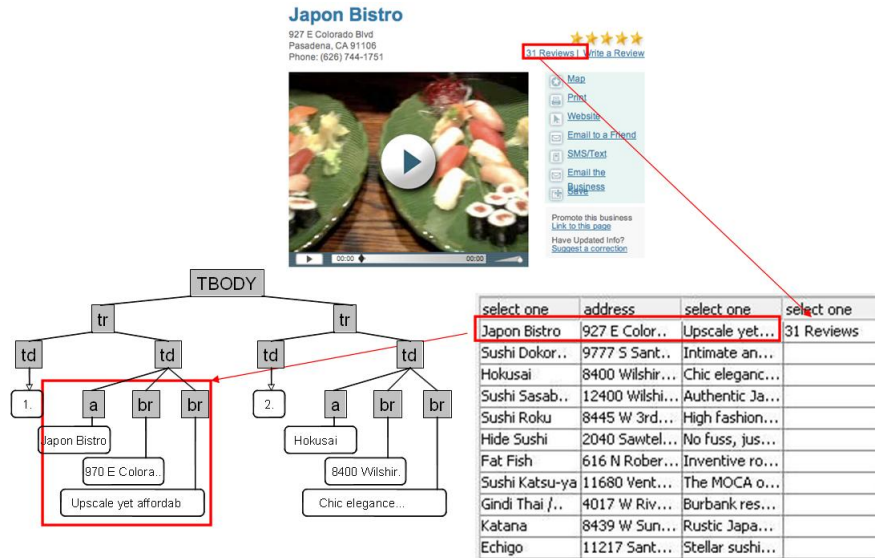 Japon Bistro
927 E Colorado Blvd
Pasadena, CA 91106
Phone: (626) 744-1751
31 Reviews | Write a Review
Map
Print
Website
Email to a Friend
SMS/Text
Email the
Business
Save
Promote this business
Link to this page
Have Updated Info?
Suggest a correction
00:00 00:00
TBODY
tr tr
td td td td
1. a br br 2. a br br
Japon Bistro Hokusai
970 E Colora.. 8400 Wilshir.
Upscale yet affordab Chic elegance...
select one address select one select one
Japon Bistro 927 E Color.. Upscale yet... 31 Reviews
Sushi Dokor.. 9777 S Sant.. Intimate an...
Hokusai 8400 Wilshir... Chic eleganc...
Sushi Sasab.. 12400 Wilshi... Authentic Ja...
Sushi Roku 8445 W 3rd... High fashion...
Hide Sushi 2040 Sawtel... No fuss, jus...
Fat Fish 616 N Rober... Inventive ro...
Sushi Katsu-ya 11680 Vent... The MOCA o...
Gindi Thai /.. 4017 W Riv... Burbank res...
Katana 8439 W Sun... Rustic Japa...
Echigo 11217 Sant... Stellar sushi...